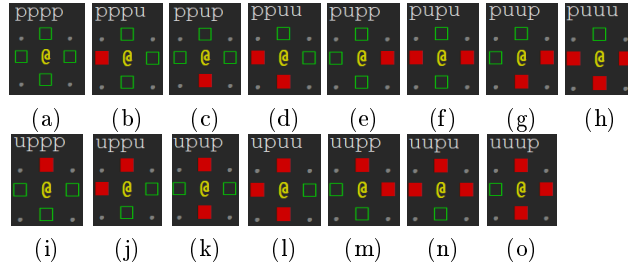 pppp pppu ppup ppuu pupp pupu puup puuu
@ @ @ @ @ @ @ @
(a) (b) (c) (d) (e) (f) (g) (h)
uppp uppu upup upuu uupp uupu uuup
@ @ @ @ @ @ @
(i) (j) (k) (l) (m) (n) (o)